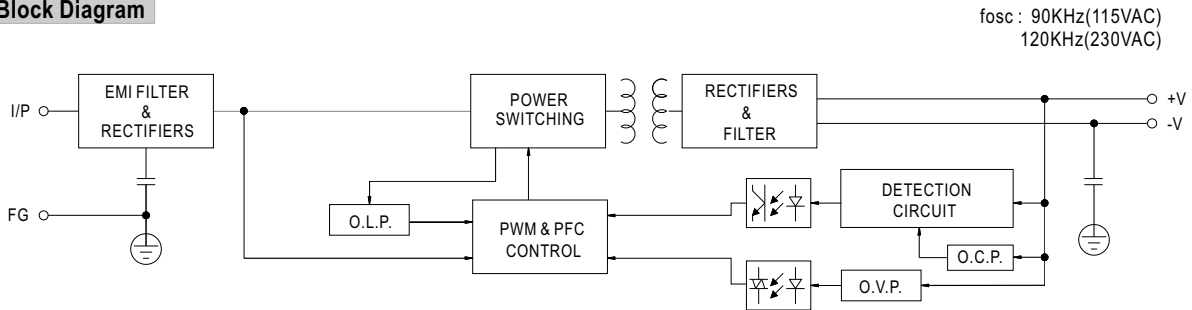 Block Diagram
fosc : 90KHz(115VAC)
120KHz(230VAC)
I/P
EMI FILTER
&
RECTIFIERS
POWER
SWITCHING
RECTIFIERS
&
FILTER
+V
-V
FG
O.L.P.
PWM & PFC
CONTROL
DETECTION
CIRCUIT
O.C.P.
O.V.P.